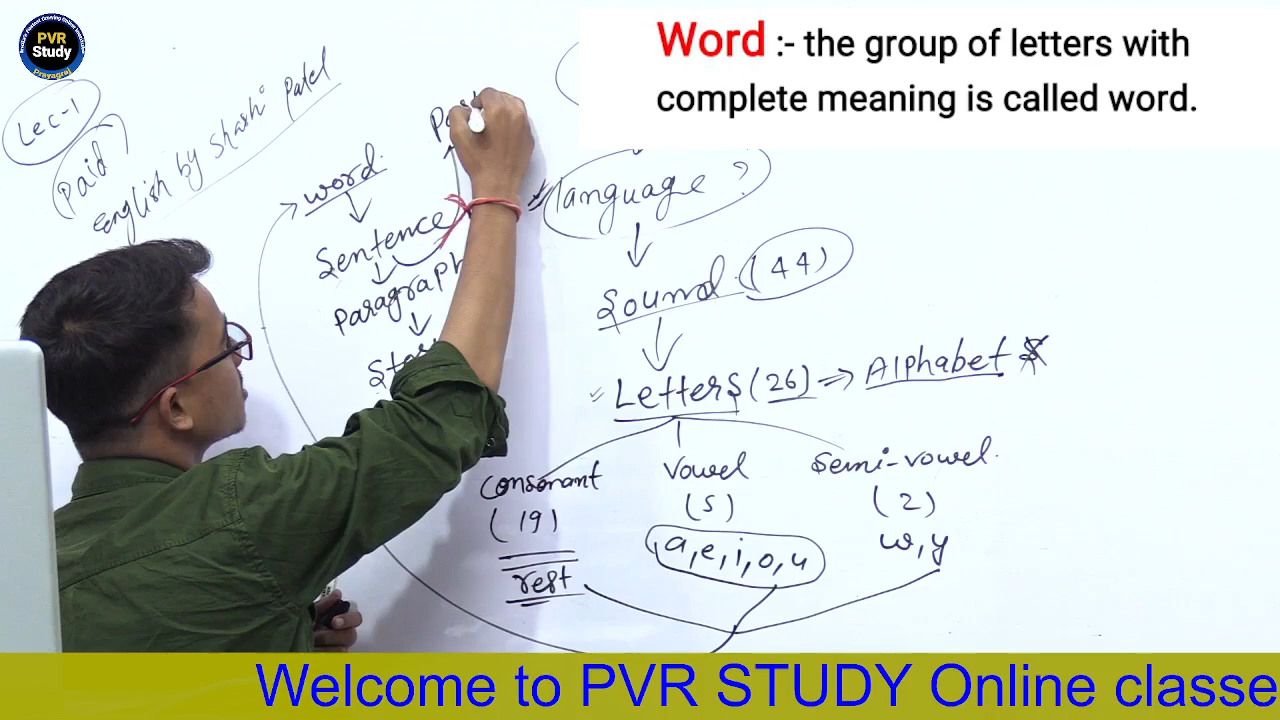 PVR
Study
Prayagraj
Word :- the group of letters with
complete meaning is called word.
Lec-1
Paid
English by Shashi Patel
word.
Sentence
Paragraph
language ?
Sound (44)
Letters (26) => Alphabet
Consonant
(19)
rest
Vowel
(5)
a, e, i, o, u
Semi-vowel.
(2)
w, y
Welcome to PVR STUDY Online classe